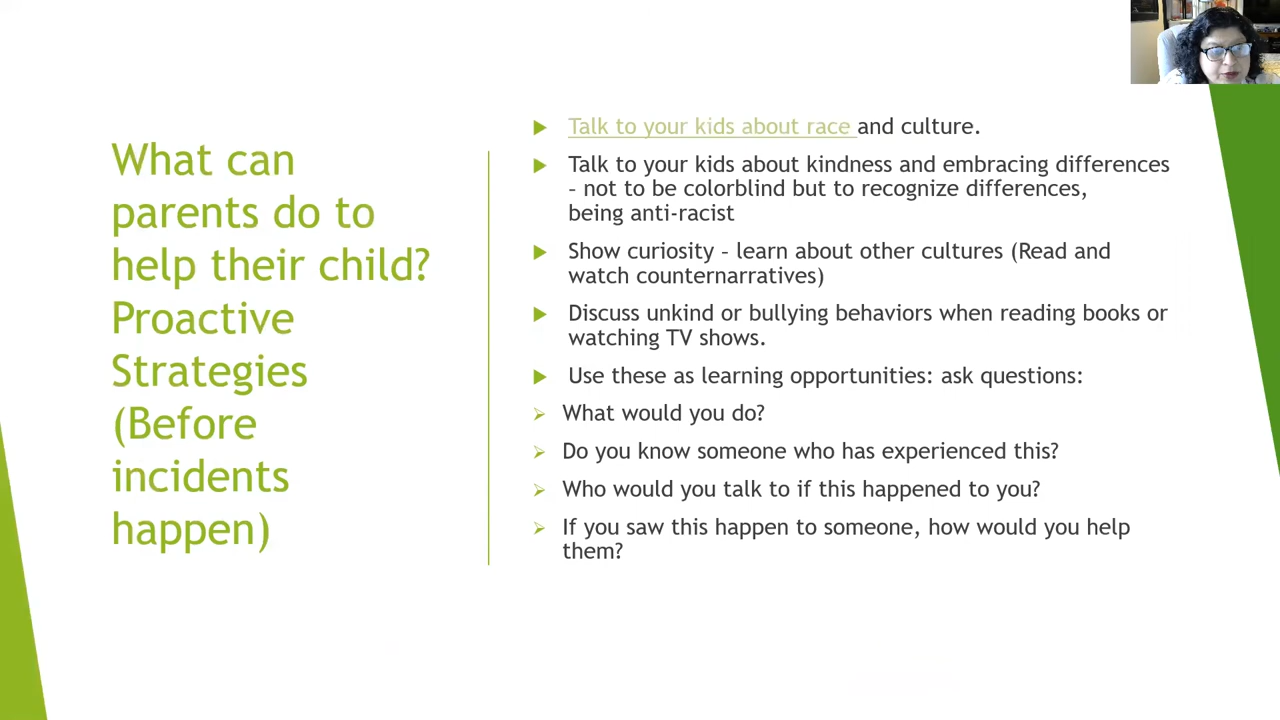 What can
parents do to
help their child?
Proactive
Strategies
(Before
incidents
happen)
Talk to your kids about race and culture.
Talk to your kids about kindness and embracing differences
– not to be colorblind but to recognize differences,
being anti-racist
Show curiosity – learn about other cultures (Read and
watch counternarratives)
Discuss unkind or bullying behaviors when reading books or
watching TV shows.
Use these as learning opportunities: ask questions:
What would you do?
Do you know someone who has experienced this?
Who would you talk to if this happened to you?
If you saw this happen to someone, how would you help
them?